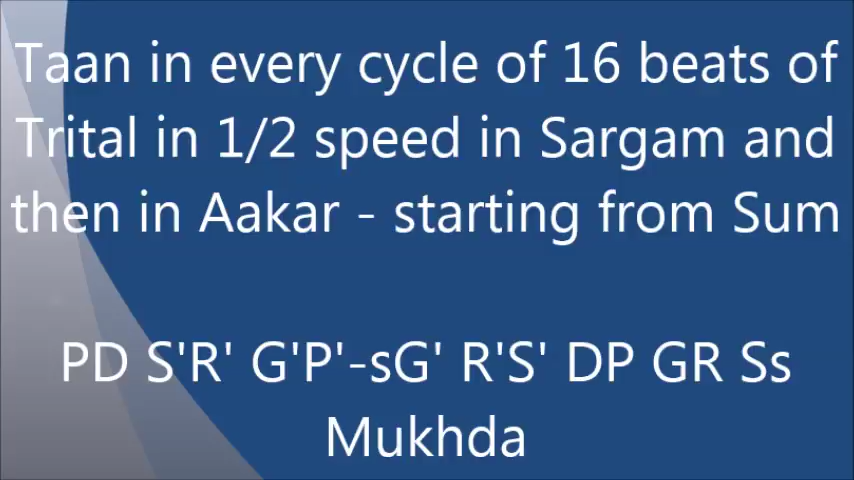 Taan in every cycle of 16 beats of
Trital in 1/2 speed in Sargam and
then in Aakar - starting from Sum
PD S'R' G'P'-sG' R'S' DP GR Ss
Mukhda